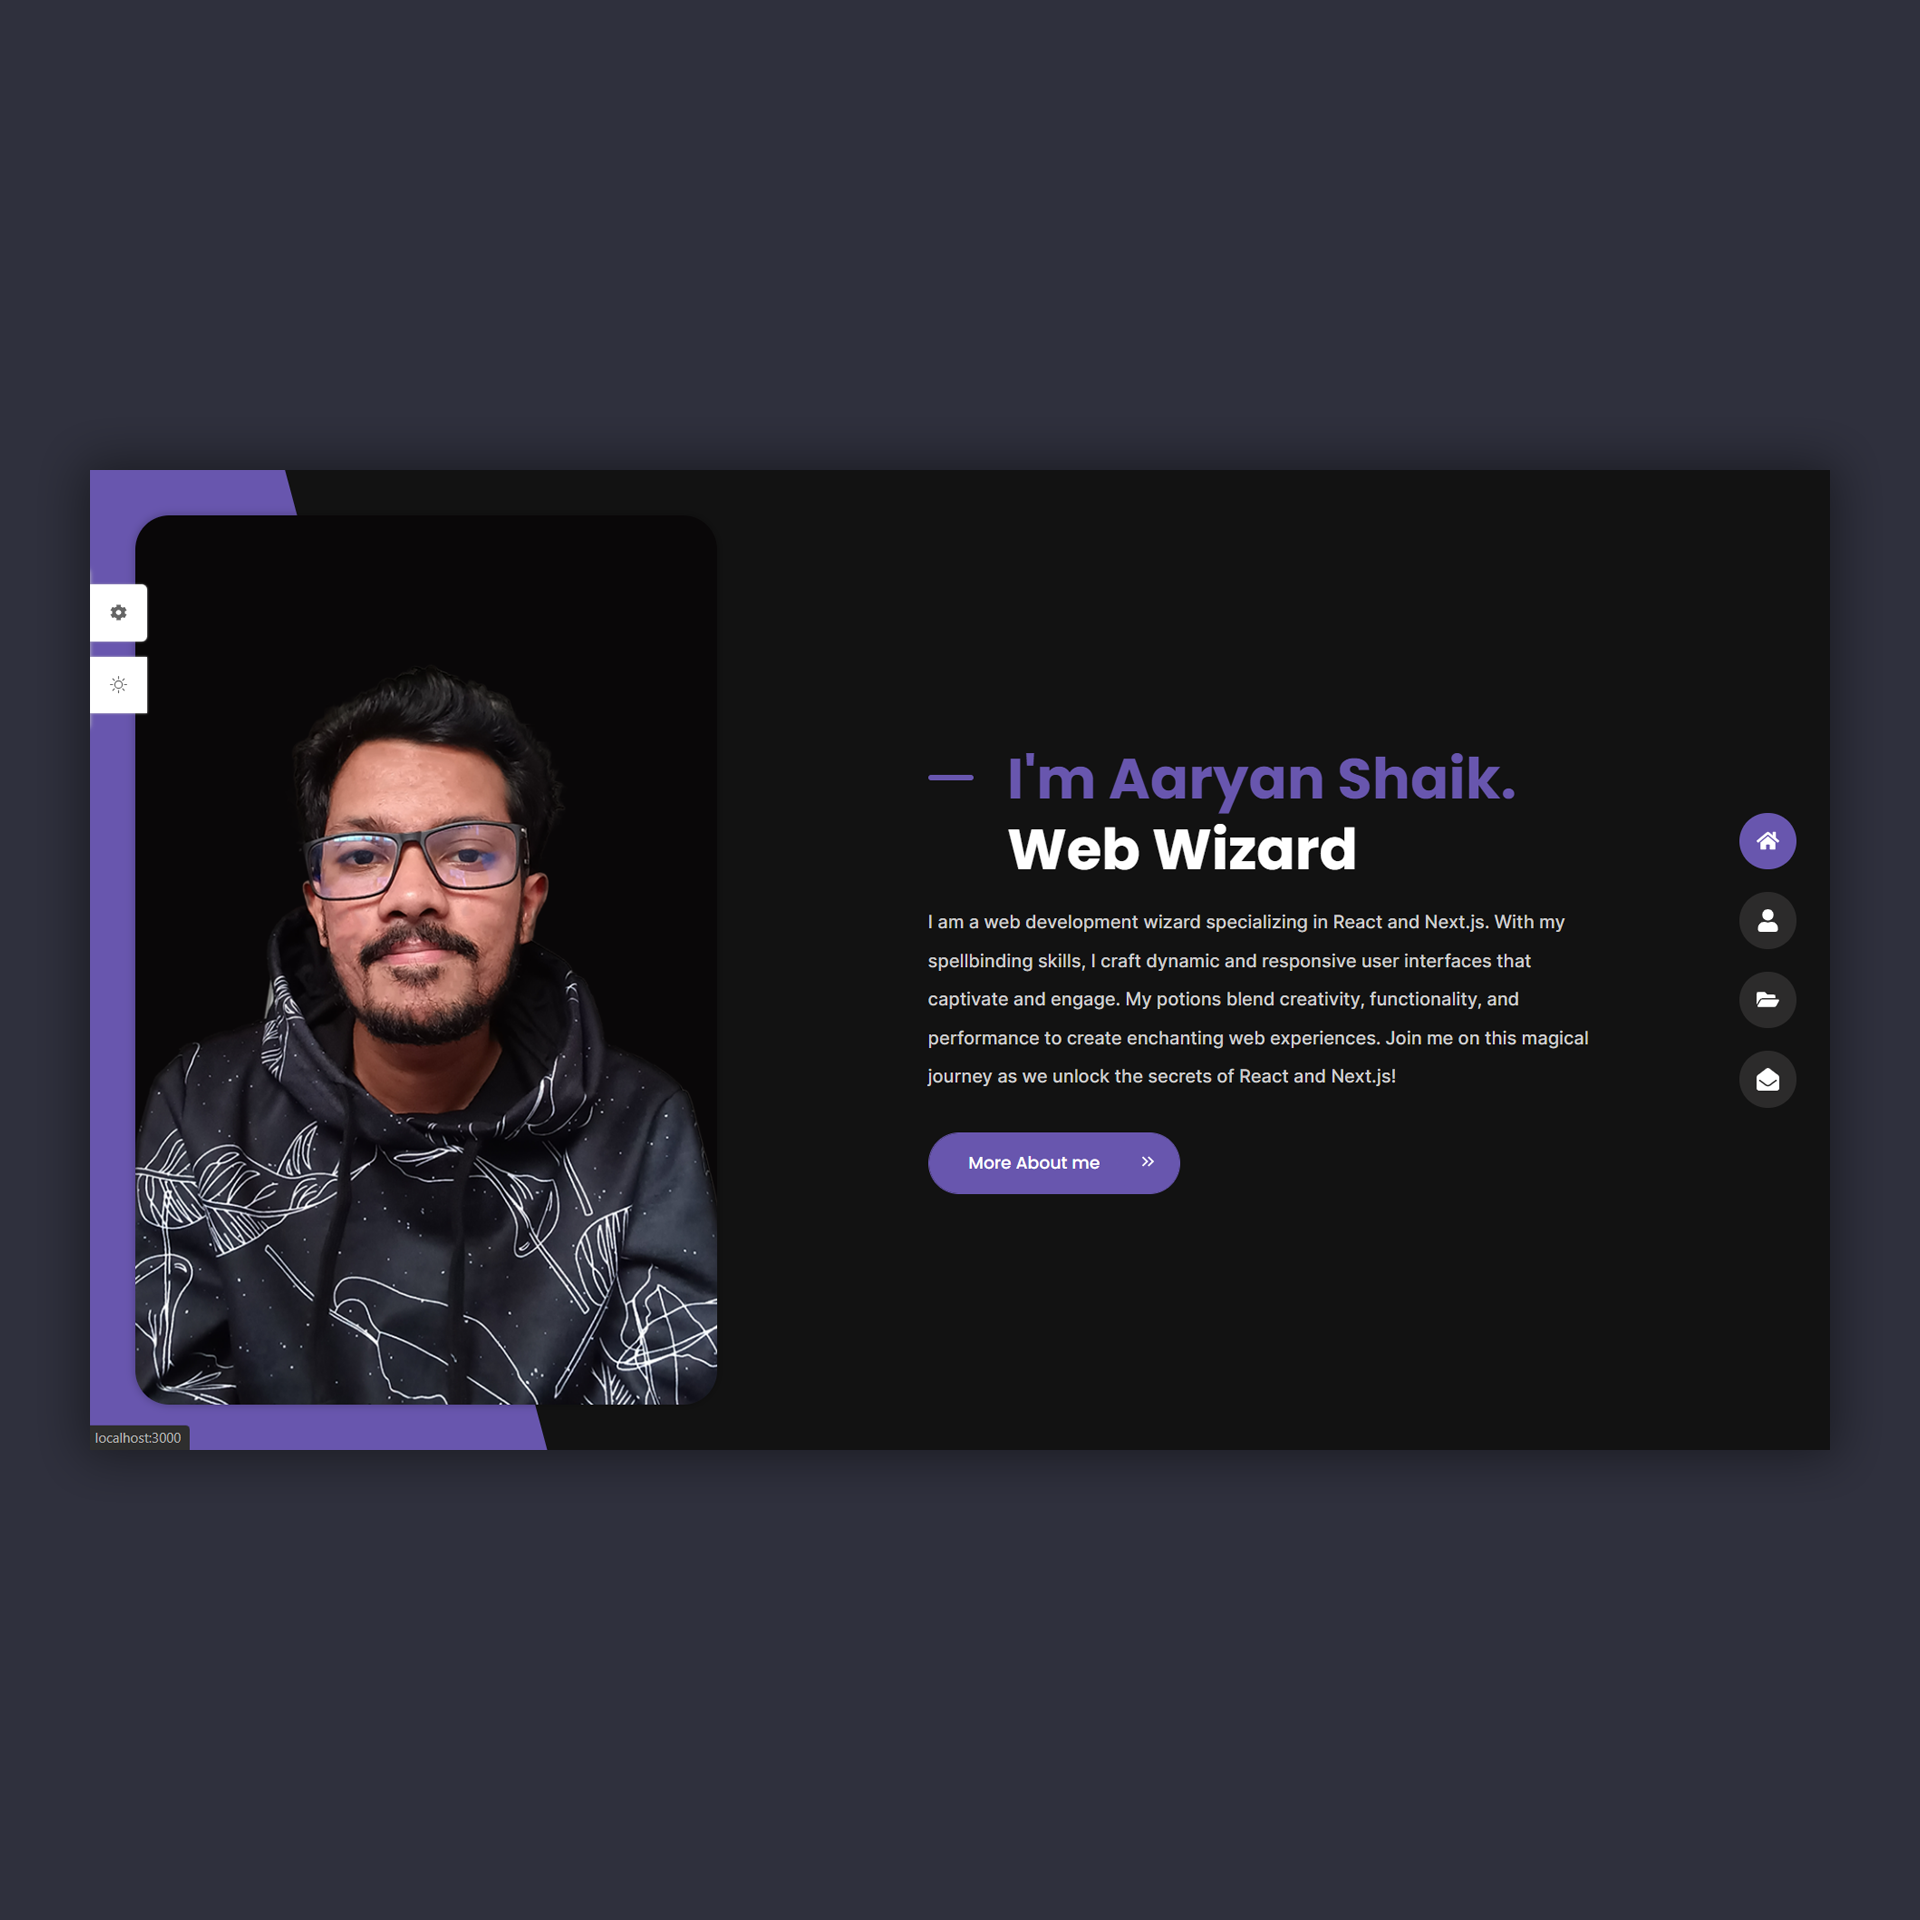 I'm Aaryan Shaik.
Web Wizard
I am a web development wizard specializing in React and Next.js. With my
spellbinding skills, I craft dynamic and responsive user interfaces that
captivate and engage. My potions blend creativity, functionality, and
performance to create enchanting web experiences. Join me on this magical
journey as we unlock the secrets of React and Next.js!
More About me
localhost:3000